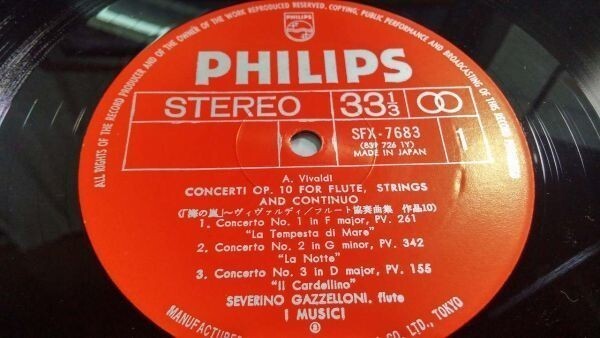 ALL RIGHTS OF THE RECORD PRODUCER AND OF THE OWNER OF THE WORK REPRODUCED RESERVED. COPYING, PUBLIC PERFORMANCE AND BROADCASTING OF THIS RECORD
PHILIPS
PHILIPS
STEREO 33 1/3
SFX-7683
(839 726 1Y)
MADE IN JAPAN
1
A. Vivaldi
CONCERTI OP. 10 FOR FLUTE, STRINGS
AND CONTINUO
(「海の嵐」~ヴィヴァルディ/フルート協奏曲集 作品10)
1. Concerto No. 1 in F major, PV. 261
"La Tempesta di Mare"
2. Concerto No. 2 in G minor, PV. 342
"La Notte"
3. Concerto No. 3 in D major, PV. 155
"Il Cardellino"
SEVERINO GAZZELONI, flute
I MUSICI
MANUFACTURE
CO. LTD., TOKYO